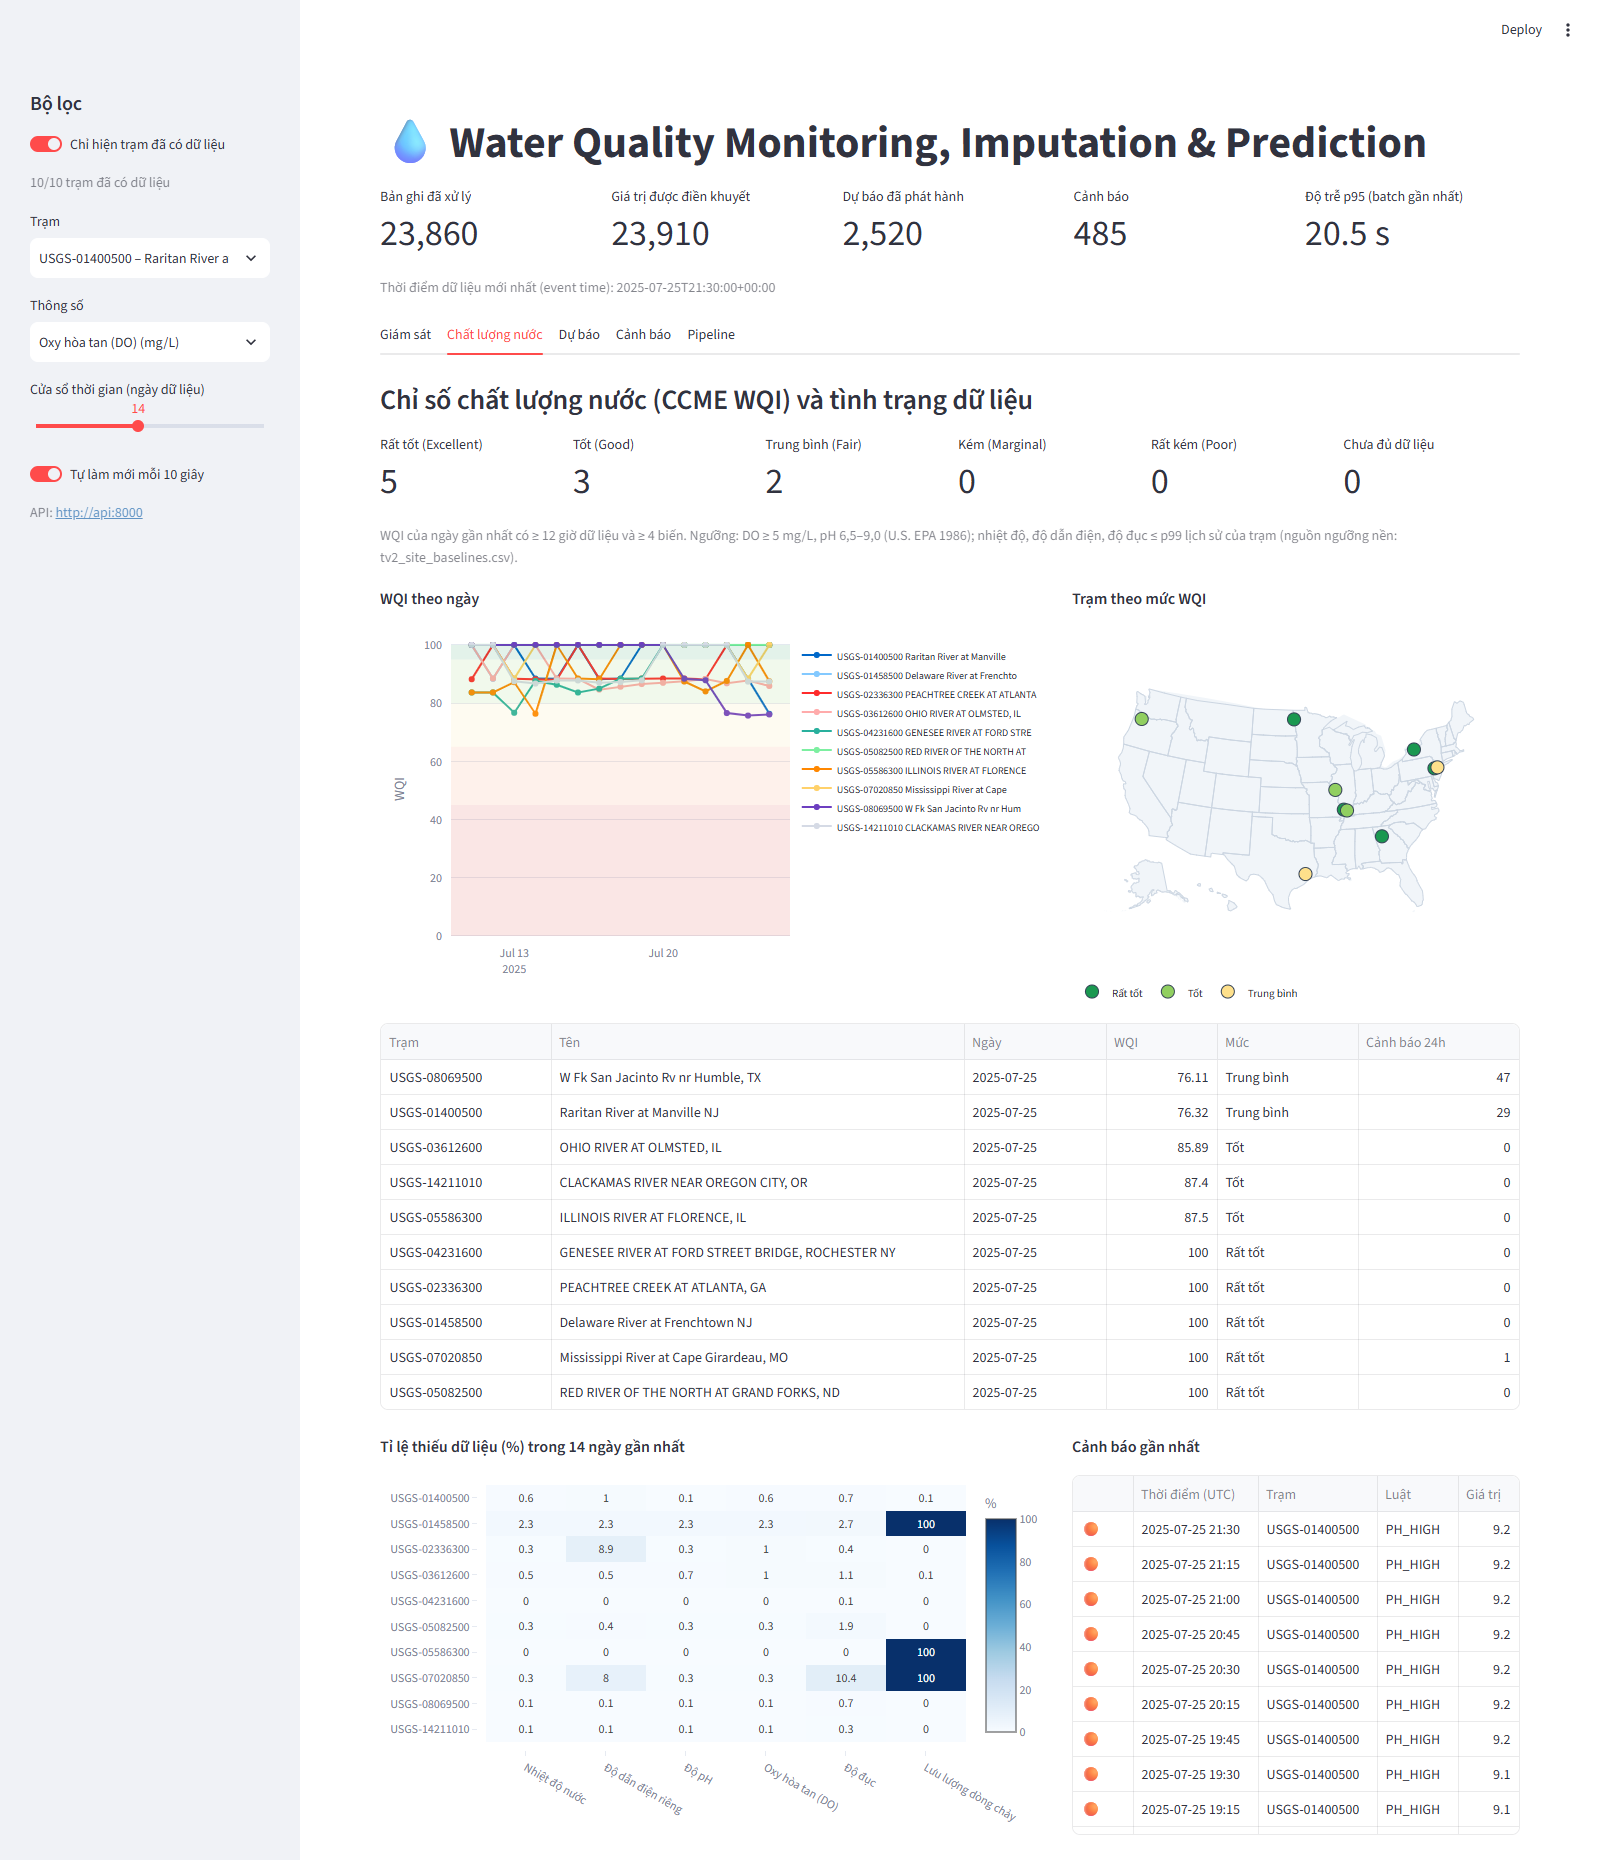 Deploy
Bộ lọc
Chỉ hiện trạm đã có dữ liệu
10/10 trạm đã có dữ liệu
Trạm
USGS-01400500 – Raritan River a
Thông số
Oxy hòa tan (DO) (mg/L)
Cửa sổ thời gian (ngày dữ liệu)
14
Tự làm mới mỗi 10 giây
API: http://api:8000
Water Quality Monitoring, Imputation & Prediction
Bản ghi đã xử lý
23,860
Giá trị được điền khuyết
23,910
Dự báo đã phát hành
2,520
Cảnh báo
485
Độ trễ p95 (batch gần nhất)
20.5 s
Thời điểm dữ liệu mới nhất (event time): 2025-07-25T21:30:00+00:00
Giám sát Chất lượng nước Dự báo Cảnh báo Pipeline
Chỉ số chất lượng nước (CCME WQI) và tình trạng dữ liệu
Rất tốt (Excellent)
5
Tốt (Good)
3
Trung bình (Fair)
2
Kém (Marginal)
0
Rất kém (Poor)
0
Chưa đủ dữ liệu
0
WQI của ngày gần nhất có ≥ 12 giờ dữ liệu và ≥ 4 biến. Ngưỡng: DO ≥ 5 mg/L, pH 6,5–9,0 (U.S. EPA 1986); nhiệt độ, độ dẫn điện, độ đục ≤ p99 lịch sử của trạm (nguồn ngưỡng nền:
tv2_site_baselines.csv).
WQI theo ngày
100
80
60
40
20
0
WQI
Jul 13
2025
Jul 20
USGS-01400500 Raritan River at Manville
USGS-01458500 Delaware River at Frenchto
USGS-02336300 PEACHTREE CREEK AT ATLANTA
USGS-03612600 OHIO RIVER AT OLMSTED, IL
USGS-04231600 GENESEE RIVER AT FORD STRE
USGS-05082500 RED RIVER OF THE NORTH AT
USGS-05586300 ILLINOIS RIVER AT FLORENCE
USGS-07020850 Mississippi River at Cape
USGS-08069500 W Fk San Jacinto Rv nr Hum
USGS-14211010 CLACKAMAS RIVER NEAR OREGO
Trạm theo mức WQI
Rất tốt Tốt Trung bình
Trạm Tên Ngày WQI Mức Cảnh báo 24h
USGS-08069500 W Fk San Jacinto Rv nr Humble, TX 2025-07-25 76.11 Trung bình 47
USGS-01400500 Raritan River at Manville NJ 2025-07-25 76.32 Trung bình 29
USGS-03612600 OHIO RIVER AT OLMSTED, IL 2025-07-25 85.89 Tốt 0
USGS-14211010 CLACKAMAS RIVER NEAR OREGON CITY, OR 2025-07-25 87.4 Tốt 0
USGS-05586300 ILLINOIS RIVER AT FLORENCE, IL 2025-07-25 87.5 Tốt 0
USGS-04231600 GENESEE RIVER AT FORD STREET BRIDGE, ROCHESTER NY 2025-07-25 100 Rất tốt 0
USGS-02336300 PEACHTREE CREEK AT ATLANTA, GA 2025-07-25 100 Rất tốt 0
USGS-01458500 Delaware River at Frenchtown NJ 2025-07-25 100 Rất tốt 0
USGS-07020850 Mississippi River at Cape Girardeau, MO 2025-07-25 100 Rất tốt 1
USGS-05082500 RED RIVER OF THE NORTH AT GRAND FORKS, ND 2025-07-25 100 Rất tốt 0
Tỉ lệ thiếu dữ liệu (%) trong 14 ngày gần nhất
USGS-01400500 0.6 1 0.1 0.6 0.7 0.1
USGS-01458500 2.3 2.3 2.3 2.3 2.7 100
USGS-02336300 0.3 8.9 0.3 1 0.4 0
USGS-03612600 0.5 0.5 0.7 1 1.1 0.1
USGS-04231600 0 0 0 0 0.1 0
USGS-05082500 0.3 0.4 0.3 0.3 1.9 0
USGS-05586300 0 0 0 0 0 100
USGS-07020850 0.3 8 0.3 0.3 10.4 100
USGS-08069500 0.1 0.1 0.1 0.1 0.7 0
USGS-14211010 0.1 0.1 0.1 0.1 0.3 0
Nhiệt độ nước
Độ dẫn điện riêng
Độ pH
Oxy hòa tan (DO)
Độ đục
Lưu lượng dòng chảy
%
100
80
60
40
20
0
Cảnh báo gần nhất
Thời điểm (UTC) Trạm Luật Giá trị
2025-07-25 21:30 USGS-01400500 PH_HIGH 9.2
2025-07-25 21:15 USGS-01400500 PH_HIGH 9.2
2025-07-25 21:00 USGS-01400500 PH_HIGH 9.2
2025-07-25 20:45 USGS-01400500 PH_HIGH 9.2
2025-07-25 20:30 USGS-01400500 PH_HIGH 9.2
2025-07-25 20:15 USGS-01400500 PH_HIGH 9.2
2025-07-25 19:45 USGS-01400500 PH_HIGH 9.2
2025-07-25 19:30 USGS-01400500 PH_HIGH 9.1
2025-07-25 19:15 USGS-01400500 PH_HIGH 9.1